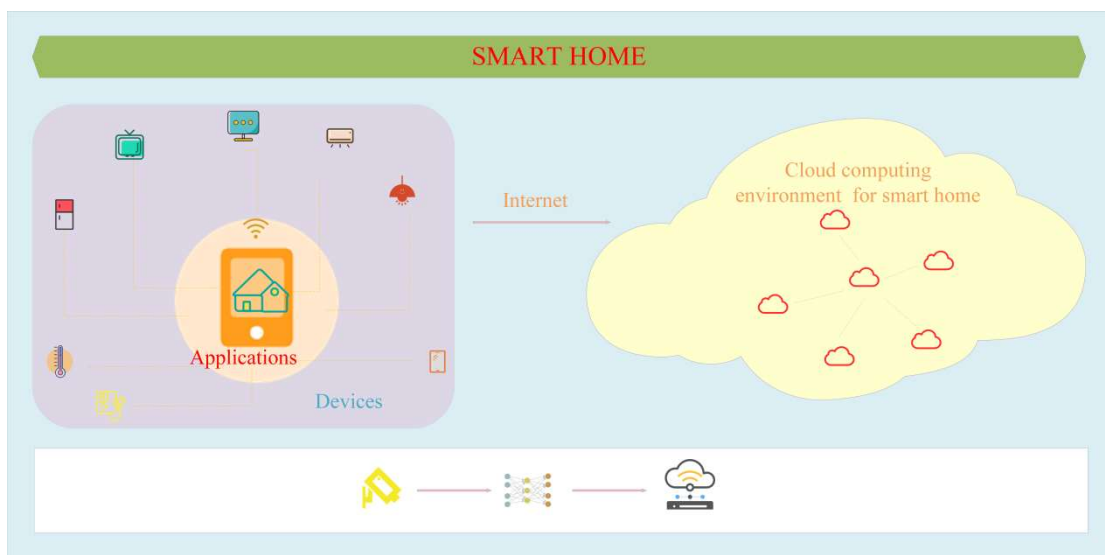 SMART HOME
Internet
Cloud computing
environment for smart home
Applications
Devices